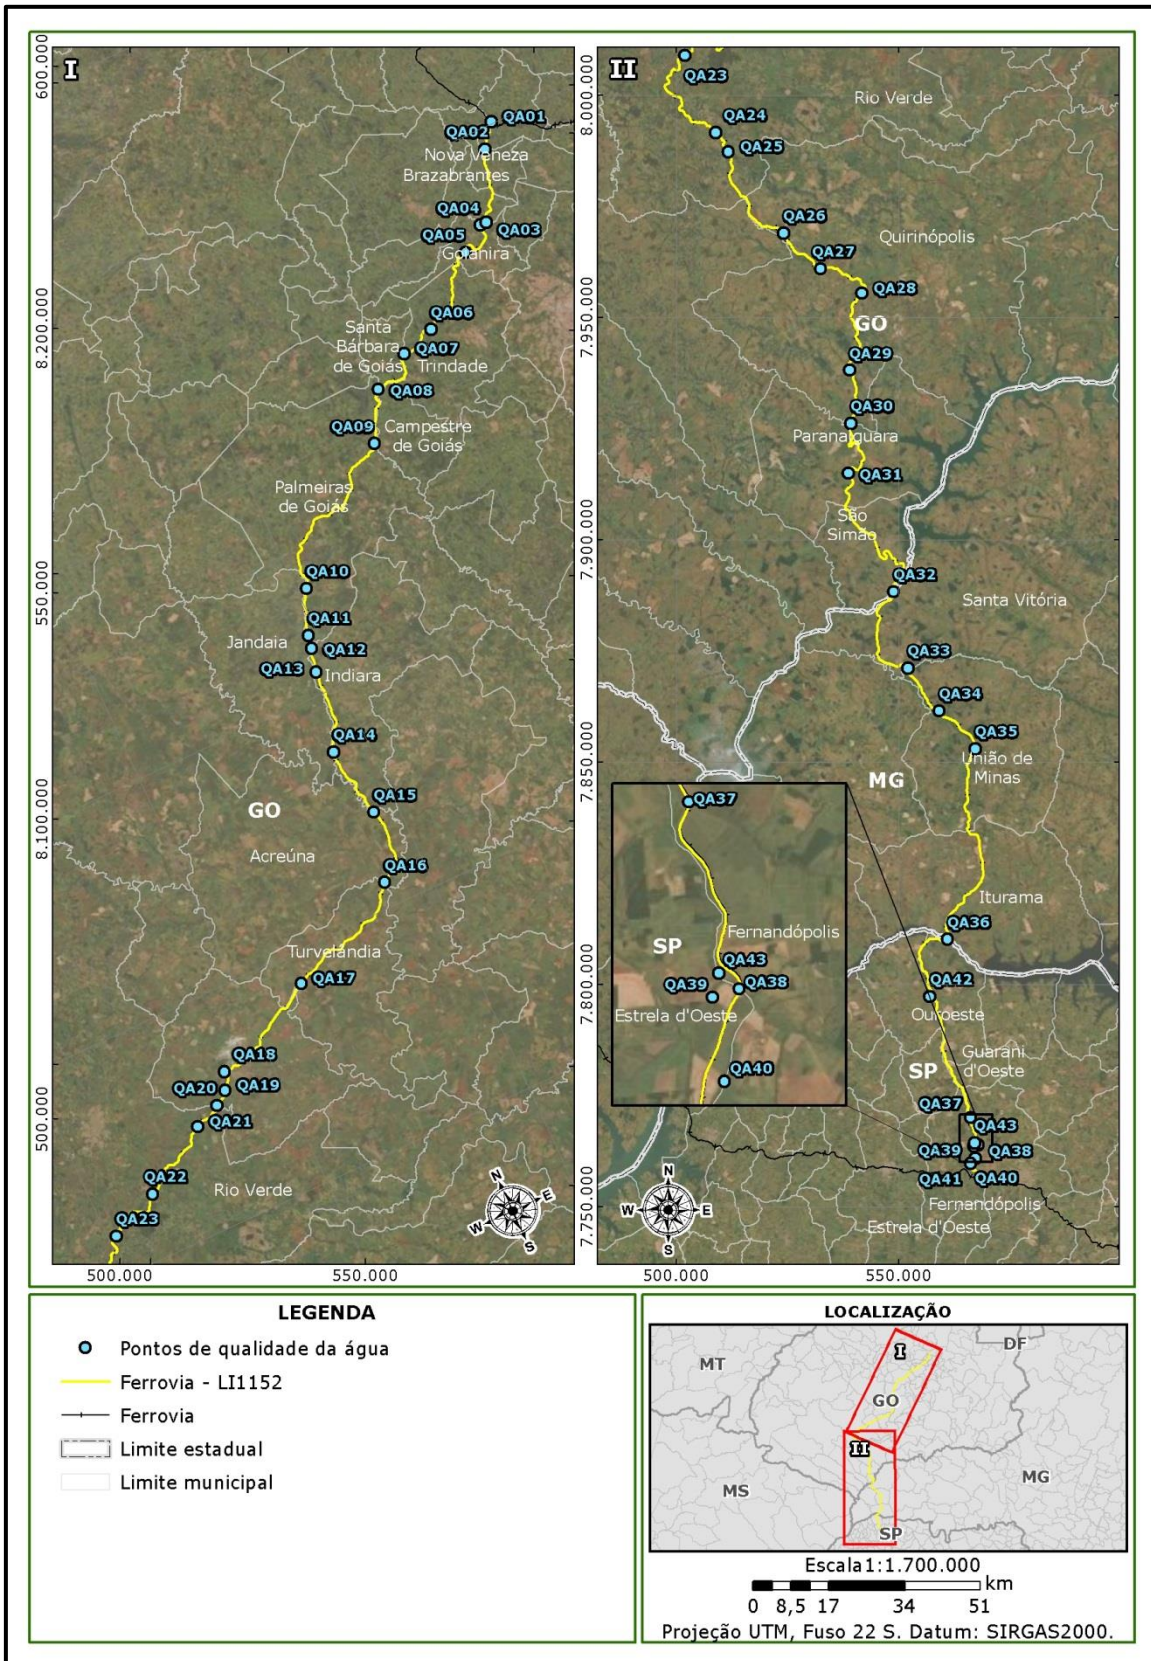 I
600.000
8.200.000
550.000
8.100.000
500.000
QA01
QA02
Nova Veneza
Brazabrantes
QA04
QA03
QA05
Goianira
QA06
Santa
Bárbara
de Goiás
QA07
Trindade
QA08
QA09
Campestre
de Goiás
Palmeiras
de Goiás
QA10
QA11
Jandaia
QA12
QA13
Indiara
QA14
QA15
GO
Acreúna
QA16
Turvelândia
QA17
QA18
QA20
QA19
QA21
QA22
Rio Verde
QA23
N
E
W
S
500.000
550.000
II
8.000.000
7.950.000
7.900.000
7.850.000
7.800.000
7.750.000
QA23
Rio Verde
QA24
QA25
QA26
Quirinópolis
QA27
QA28
GO
QA29
QA30
Paranaiguara
QA31
São
Simão
QA32
Santa Vitória
QA33
QA34
QA35
União de
Minas
MG
QA37
Fernandópolis
SP
QA43
QA39
QA38
Estrela d'Oeste
QA40
Iturama
QA36
QA42
Ouroeste
Guarani
d'Oeste
SP
QA37
QA43
QA39
QA38
QA41
QA40
Fernandópolis
Estrela d'Oeste
N
W
E
S
500.000
550.000
LEGENDA
Pontos de qualidade da água
Ferrovia - LI1152
Ferrovia
Limite estadual
Limite municipal
LOCALIZAÇÃO
MT
I
DF
GO
II
MS
MG
SP
Escala1:1.700.000
km
0 8,5 17 34 51
Projeção UTM, Fuso 22 S. Datum: SIRGAS2000.